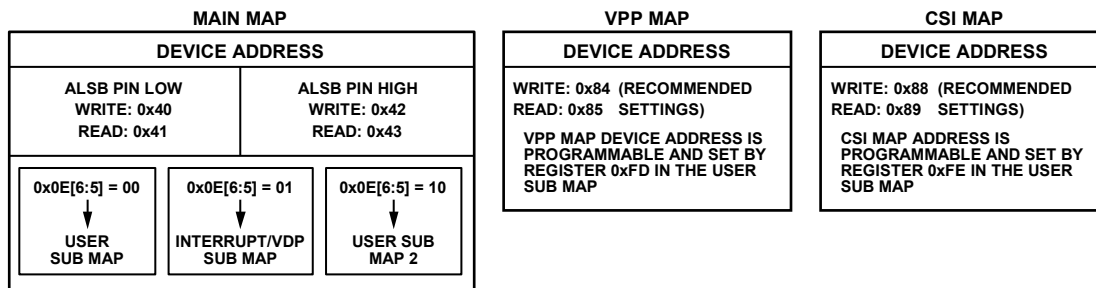 MAIN MAP
DEVICE ADDRESS
ALSB PIN LOW
WRITE: 0x40
READ: 0x41
ALSB PIN HIGH
WRITE: 0x42
READ: 0x43
0x0E[6:5] = 00
USER
SUB MAP
0x0E[6:5] = 01
INTERRUPT/VDP
SUB MAP
0x0E[6:5] = 10
USER SUB
MAP 2
VPP MAP
DEVICE ADDRESS
WRITE: 0x84 (RECOMMENDED
READ: 0x85 SETTINGS)
VPP MAP DEVICE ADDRESS IS
PROGRAMMABLE AND SET BY
REGISTER 0xFD IN THE USER
SUB MAP
CSI MAP
DEVICE ADDRESS
WRITE: 0x88 (RECOMMENDED
READ: 0x89 SETTINGS)
CSI MAP ADDRESS IS
PROGRAMMABLE AND SET BY
REGISTER 0xFE IN THE USER
SUB MAP